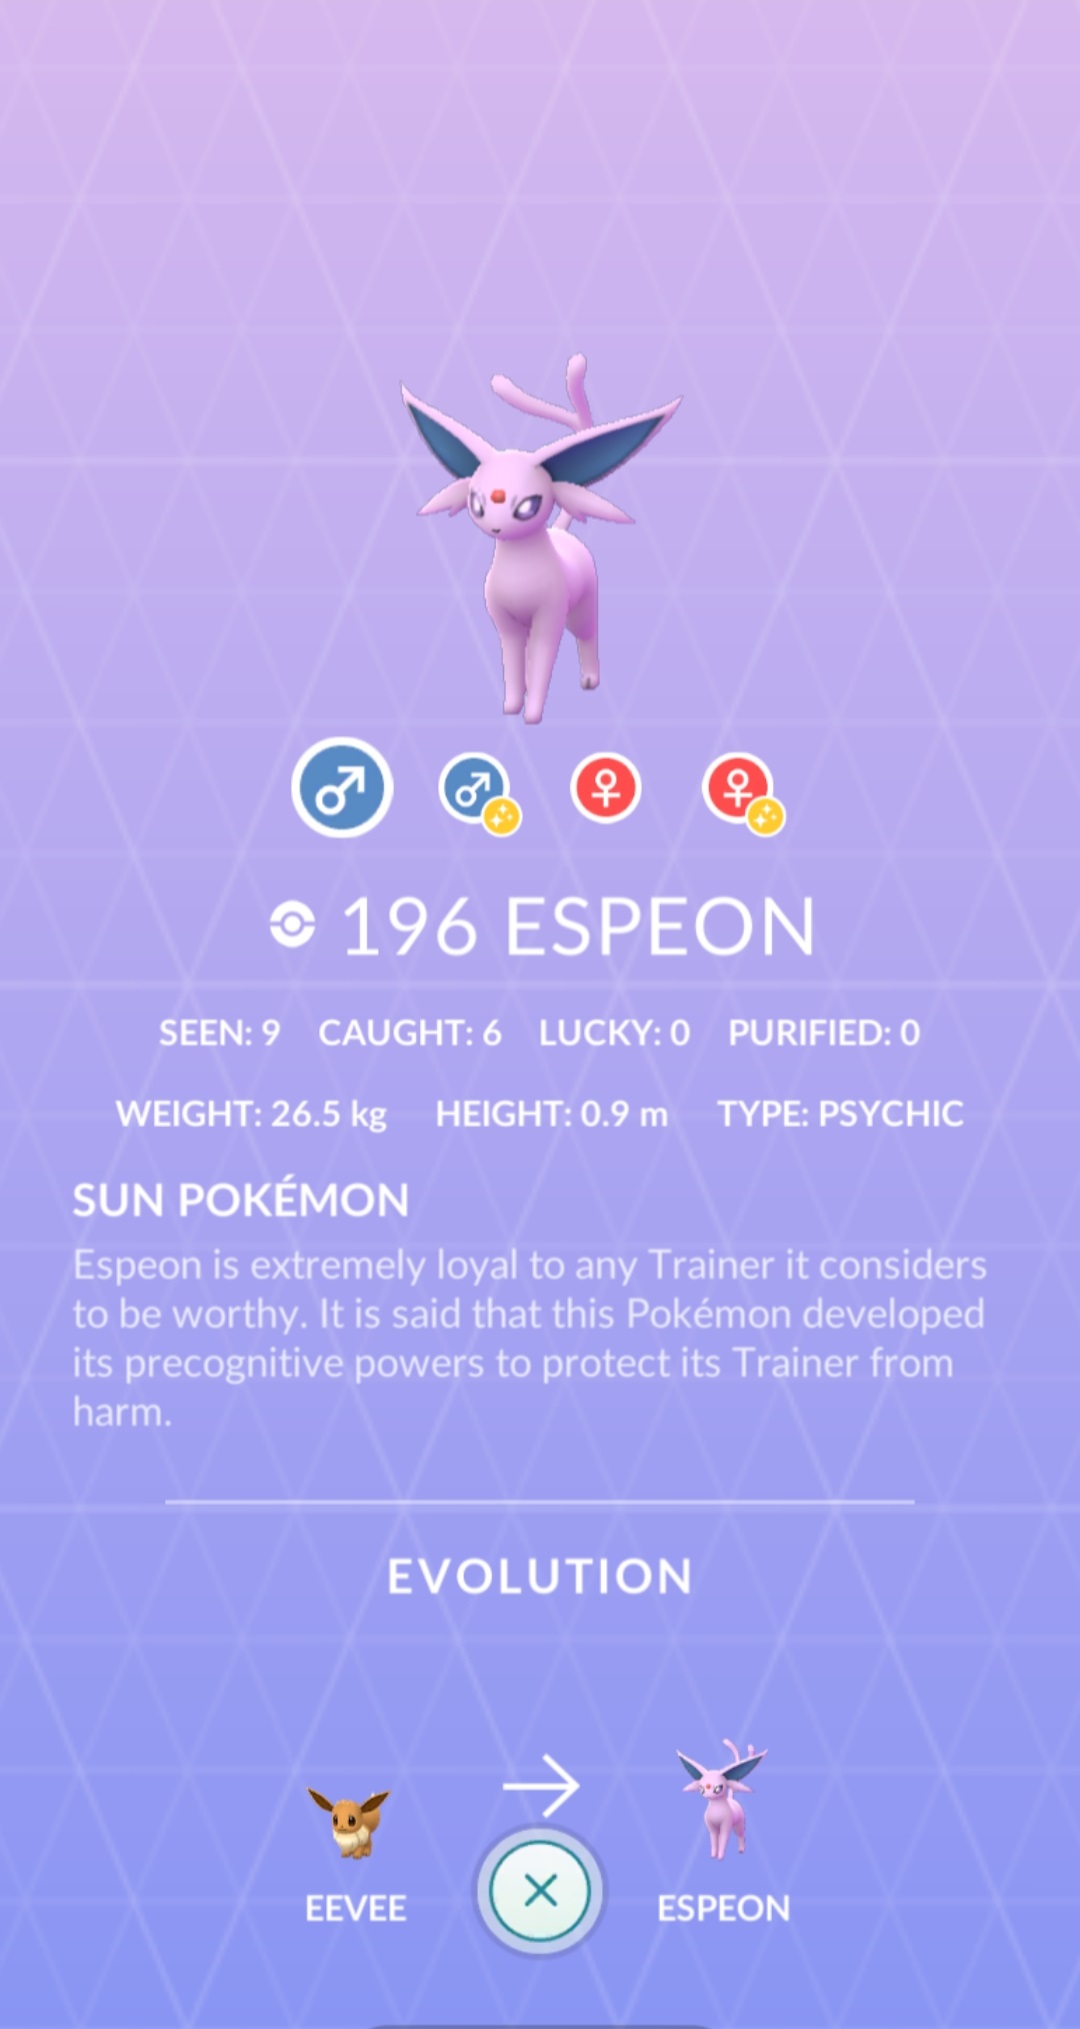 196 ESPEON
SEEN: 9 CAUGHT: 6 LUCKY: 0 PURIFIED: 0
WEIGHT: 26.5 kg HEIGHT: 0.9 m TYPE: PSYCHIC
SUN POKÉMON
Espeon is extremely loyal to any Trainer it considers
to be worthy. It is said that this Pokémon developed
its precognitive powers to protect its Trainer from
harm.
EVOLUTION
EEVEE ESPEON